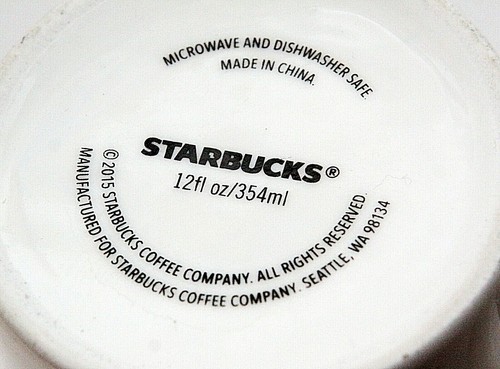 MICROWAVE AND DISHWASHER SAFE.
MADE IN CHINA.
STARBUCKS®
12fl oz/354ml
© 2015 STARBUCKS COFFEE COMPANY. ALL RIGHTS RESERVED.
MANUFACTURED FOR STARBUCKS COFFEE COMPANY. SEATTLE, WA 98134